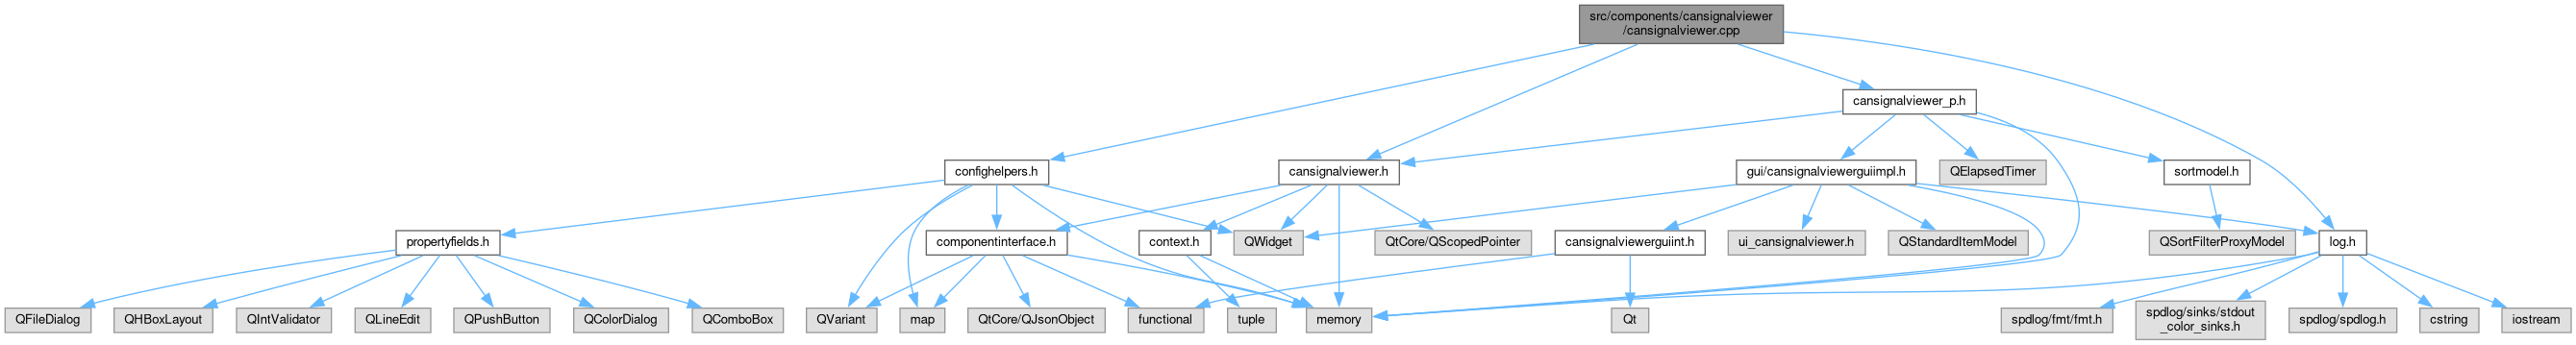 src/components/cansignalviewer
/cansignalviewer.cpp
cansignalviewer_p.h
confighelpers.h
cansignalviewer.h
gui/cansignalviewerguiimpl.h
QElapsedTimer
sortmodel.h
propertyfields.h
componentinterface.h
context.h
QWidget
QtCore/QScopedPointer
cansignalviewerguiint.h
ui_cansignalviewer.h
QStandardItemModel
QSortFilterProxyModel
log.h
QFileDialog
QHBoxLayout
QIntValidator
QLineEdit
QPushButton
QColorDialog
QComboBox
QVariant
map
QtCore/QJsonObject
functional
tuple
memory
Qt
spdlog/fmt/fmt.h
spdlog/sinks/stdout
_color_sinks.h
spdlog/spdlog.h
cstring
iostream